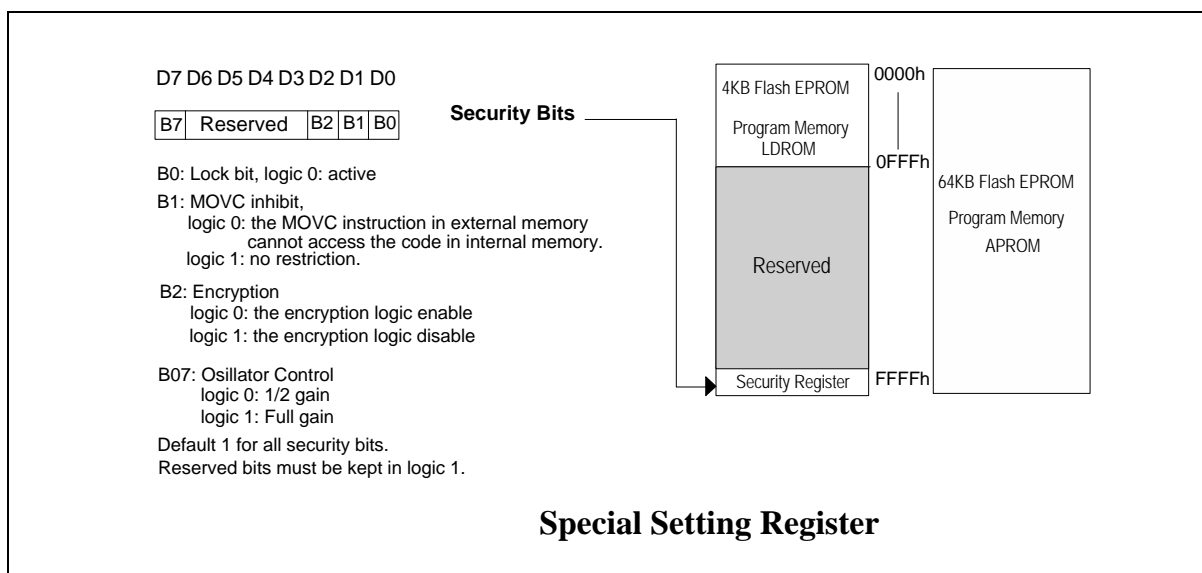 D7 D6 D5 D4 D3 D2 D1 D0
B7 Reserved B2 B1 B0
Security Bits
B0: Lock bit, logic 0: active
B1: MOVC inhibit,
logic 0: the MOVC instruction in external memory
cannot access the code in internal memory.
logic 1: no restriction.
B2: Encryption
logic 0: the encryption logic enable
logic 1: the encryption logic disable
B07: Osillator Control
logic 0: 1/2 gain
logic 1: Full gain
Default 1 for all security bits.
Reserved bits must be kept in logic 1.
4KB Flash EPROM
Program Memory
LDROM
Reserved
Security Register
0000h
0FFFh
FFFFh
64KB Flash EPROM
Program Memory
APROM
Special Setting Register